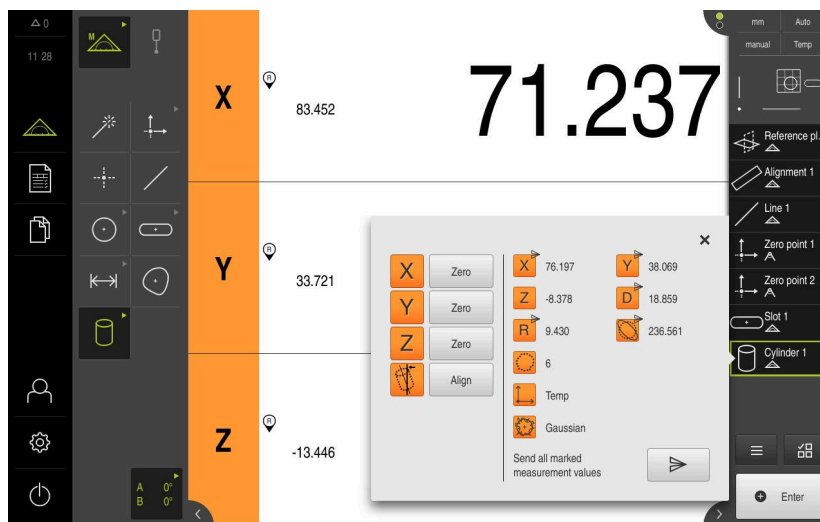 △ 0
11 28
M
A 0°
B 0°
X
R
83.452
71.237
Y
R
33.721
Z
R
-13.446
X Zero
Y Zero
Z Zero
Align
X 76.197 Y 38.069
Z -8.378 D 18.859
R 9.430 236.561
6
Temp
Gaussian
Send all marked
measurement values
mm Auto
manual Temp
Reference pl.
Alignment 1
Line 1
Zero point 1
Zero point 2
Slot 1
Cylinder 1
Enter